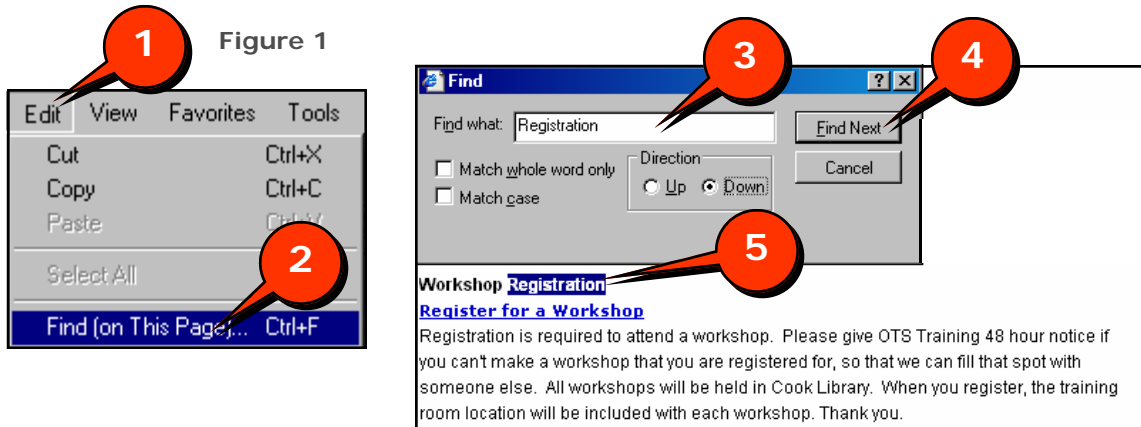 1
Figure 1
Edit View Favorites Tools
Cut Ctrl+X
Copy Ctrl+C
Paste
Select All
2
Find (on This Page)... Ctrl+F
3
4
Find
Find what: Registration
Find Next
Match whole word only
Match case
Direction
Up Down
Cancel
5
Workshop Registration
Register for a Workshop
Registration is required to attend a workshop. Please give OTS Training 48 hour notice if
you can't make a workshop that you are registered for, so that we can fill that spot with
someone else. All workshops will be held in Cook Library. When you register, the training
room location will be included with each workshop. Thank you.